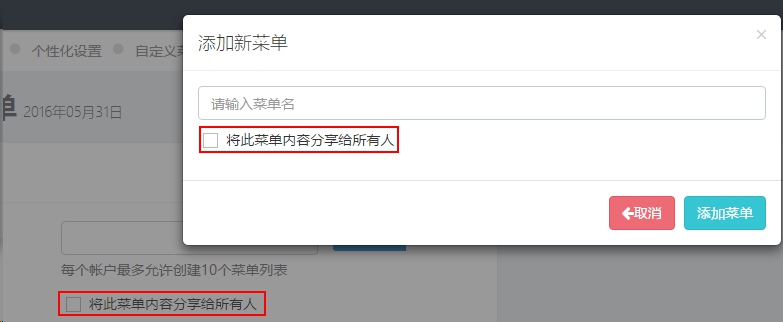 添加新菜单
×
个性化设置
自定义菜
单 2016年05月31日
请输入菜单名
将此菜单内容分享给所有人
取消
添加菜单
每个帐户最多允许创建10个菜单列表
将此菜单内容分享给所有人